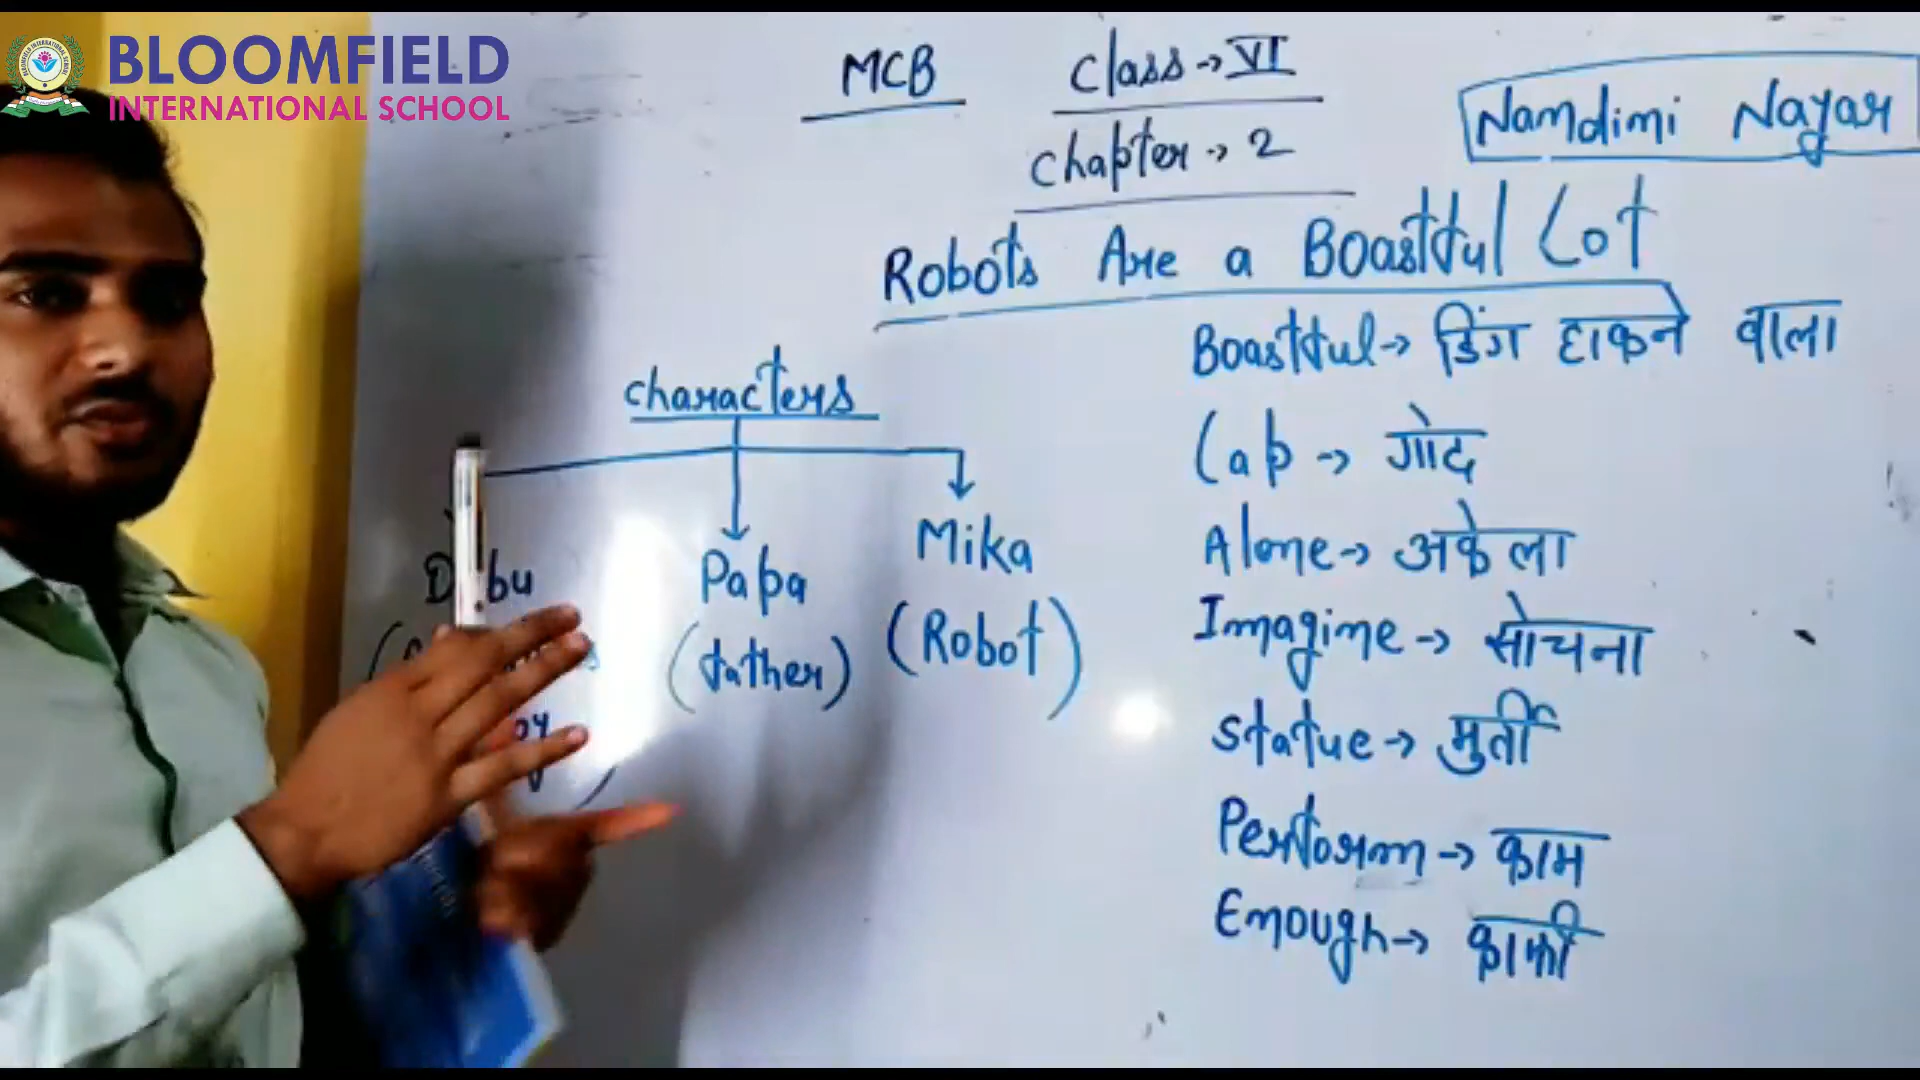 BLOOMFIELD
INTERNATIONAL SCHOOL
MCB
Class → VI
Chapter → 2
Nandini Nayar
Robots Are a Boastful Lot
Characters
Papa
(father)
Mika
(Robot)
Boastful → डिंग हाकने वाला
Lap → गोद
Alone → अकेला
Imagine → सोचना
Statue → मुर्ती
Perform → काम
Enough → काफी